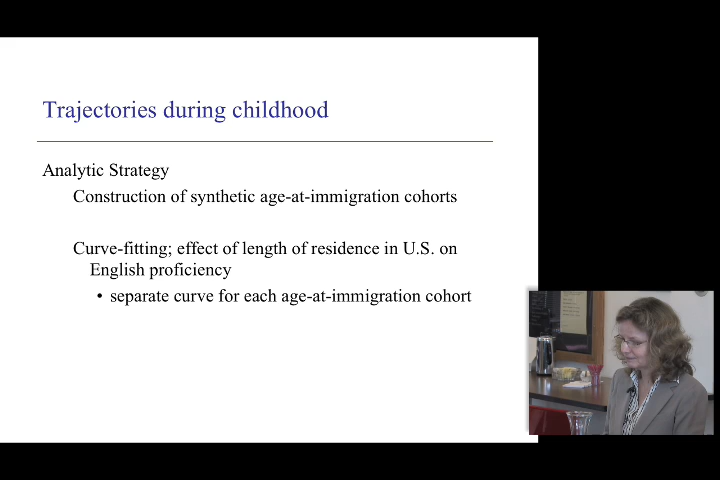 Trajectories during childhood
Analytic Strategy
Construction of synthetic age-at-immigration cohorts
Curve-fitting; effect of length of residence in U.S. on
English proficiency
• separate curve for each age-at-immigration cohort